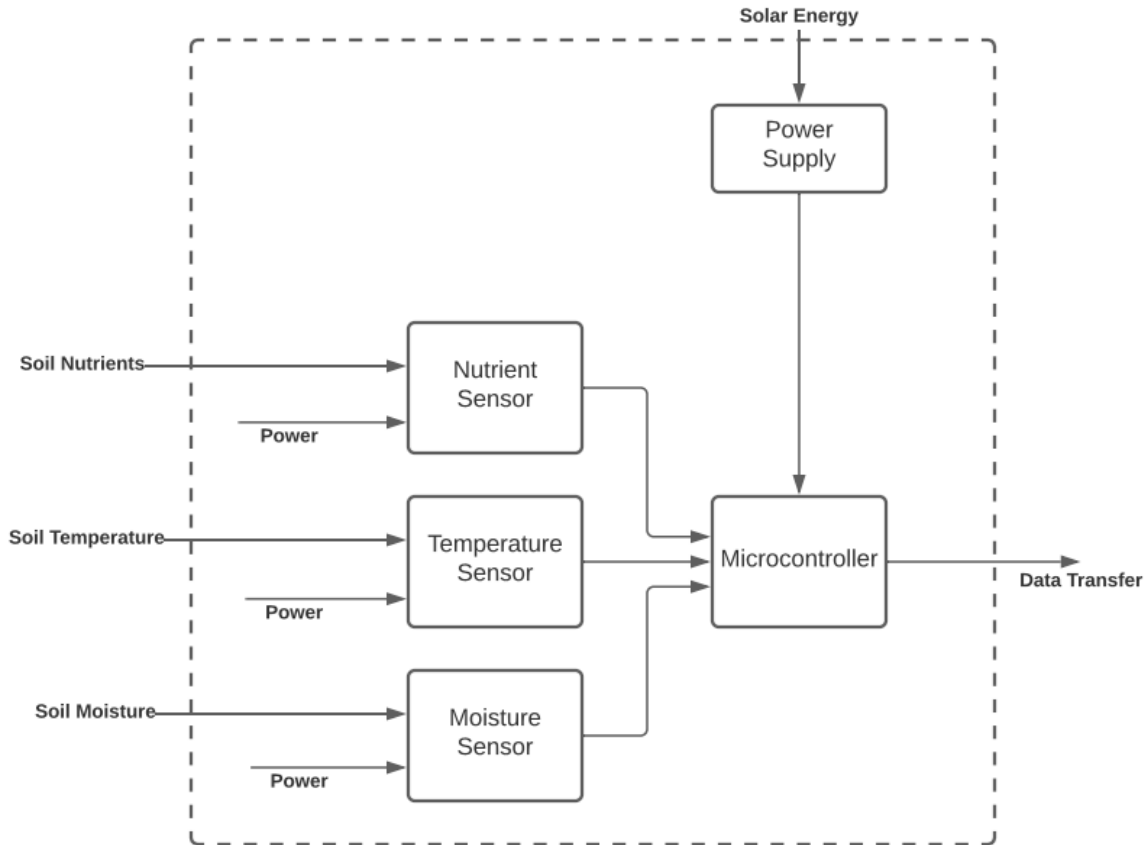 Solar Energy
Power
Supply
Soil Nutrients
Nutrient
Sensor
Power
Soil Temperature
Temperature
Sensor
Microcontroller
Data Transfer
Power
Soil Moisture
Moisture
Sensor
Power